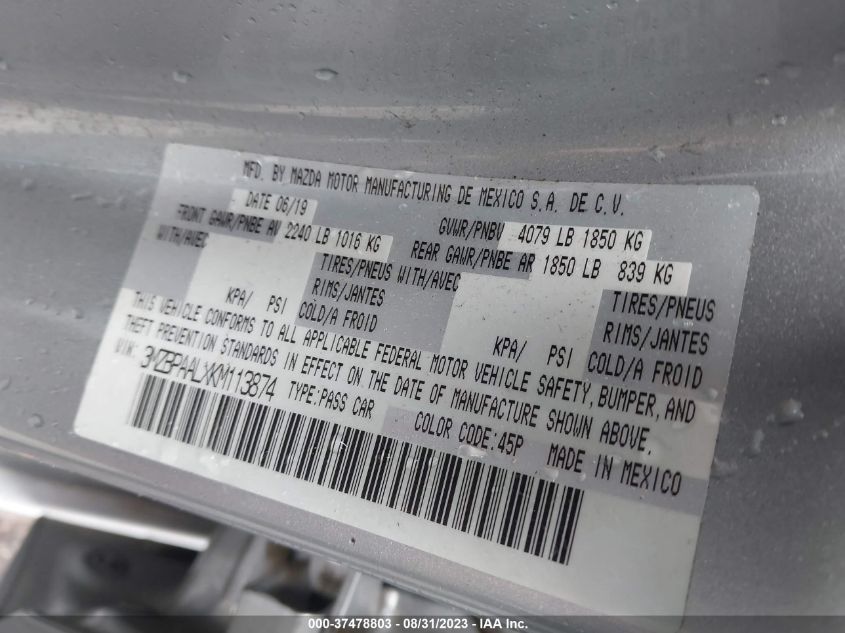 MFD. BY MAZDA MOTOR MANUFACTURING DE MEXICO S.A. DE C.V.
DATE 06/19 GVWR/PNBV 4079 LB 1850 KG
FRONT GAWR/PNBE AV 2240 LB 1016 KG REAR GAWR/PNBE AR 1850 LB 839 KG
WITH/AVEC TIRES/PNEUS WITH/AVEC TIRES/PNEUS
RIMS/JANTES RIMS/JANTES
KPA/ PSI COLD/A FROID KPA/ PSI COLD/A FROID
THIS VEHICLE CONFORMS TO ALL APPLICABLE FEDERAL MOTOR VEHICLE SAFETY, BUMPER, AND
THEFT PREVENTION STANDARDS IN EFFECT ON THE DATE OF MANUFACTURE SHOWN ABOVE.
VIN: 3MZBPAALXKM113874 TYPE:PASS CAR
COLOR CODE:45P MADE IN MEXICO
000-37478803 - 08/31/2023 - IAA Inc.